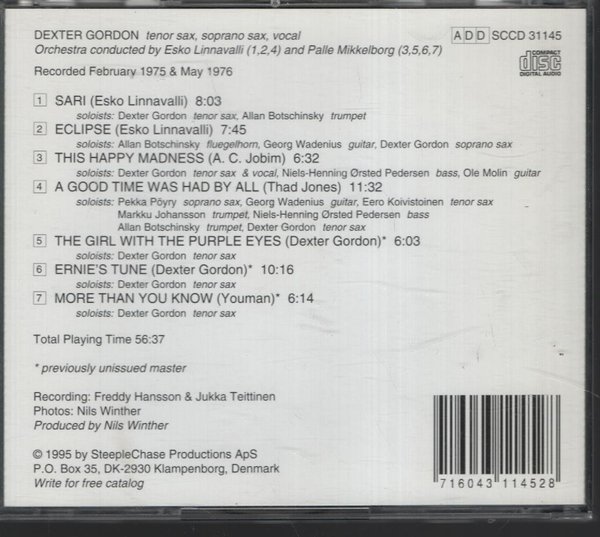 DEXTER GORDON tenor sax, soprano sax, vocal
ADD SCCD 31145
Orchestra conducted by Esko Linnavalli (1,2,4) and Palle Mikkelborg (3,5,6,7)
COMPACT
disc
DIGITAL AUDIO
Recorded February 1975 & May 1976
1 SARI (Esko Linnavalli) 8:03
soloists: Dexter Gordon tenor sax, Allan Botschinsky trumpet
2 ECLIPSE (Esko Linnavalli) 7:45
soloists: Allan Botschinsky fluegelhorn, Georg Wadenius guitar, Dexter Gordon soprano sax
3 THIS HAPPY MADNESS (A. C. Jobim) 6:32
soloists: Dexter Gordon tenor sax & vocal, Niels-Henning Ørsted Pedersen bass, Ole Molin guitar
4 A GOOD TIME WAS HAD BY ALL (Thad Jones) 11:32
soloists: Pekka Pöyry soprano sax, Georg Wadenius guitar, Eero Koivistoinen tenor sax
Markku Johansson trumpet, Niels-Henning Ørsted Pedersen bass
Allan Botschinsky trumpet, Dexter Gordon tenor sax
5 THE GIRL WITH THE PURPLE EYES (Dexter Gordon)* 6:03
soloists: Dexter Gordon tenor sax
6 ERNIE'S TUNE (Dexter Gordon)* 10:16
soloists: Dexter Gordon tenor sax
7 MORE THAN YOU KNOW (Youman)* 6:14
soloists: Dexter Gordon tenor sax
Total Playing Time 56:37
* previously unissued master
Recording: Freddy Hansson & Jukka Teittinen
Photos: Nils Winther
Produced by Nils Winther
© 1995 by SteepleChase Productions ApS
P.O. Box 35, DK-2930 Klampenborg, Denmark
Write for free catalog
716043 114528